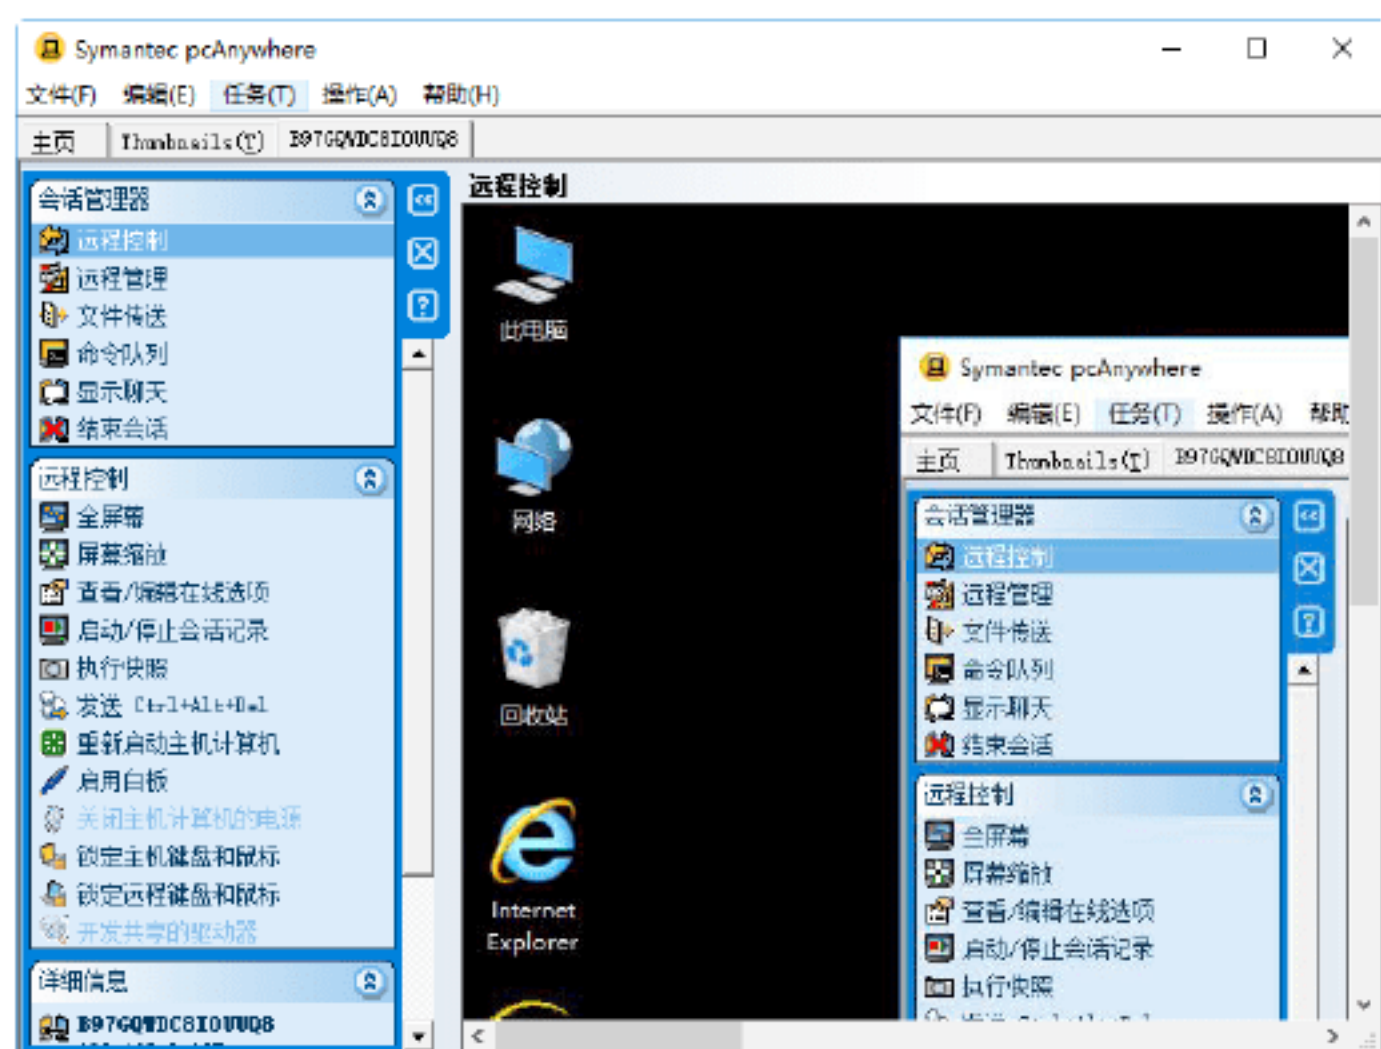 Symantec pcAnywhere
文件(F) 编辑(E) 任务(T) 操作(A) 帮助(H)
主页 Thumbnails(T) B97GQWDC8IOUUQ8
会话管理器
远程控制
远程管理
文件传送
命令队列
显示聊天
结束会话
远程控制
全屏幕
屏幕缩放
查看/编辑在线选项
启动/停止会话记录
执行快照
发送 Ctrl+Alt+Del
重新启动主机计算机
启用白板
关闭主机计算机的电源
锁定主机键盘和鼠标
锁定远程键盘和鼠标
开发共享的驱动器
详细信息
B97GQWDC8IOUUQ8
远程控制
此电脑
网络
回收站
Internet
Explorer
Symantec pcAnywhere
文件(F) 编辑(E) 任务(T) 操作(A) 帮助
主页 Thumbnails(T) B97GQWDC8IOUUQ8
会话管理器
远程控制
远程管理
文件传送
命令队列
显示聊天
结束会话
远程控制
全屏幕
屏幕缩放
查看/编辑在线选项
启动/停止会话记录
执行快照